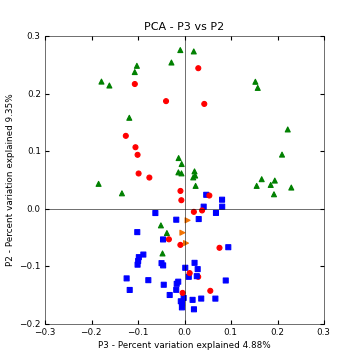 PCA - P3 vs P2
P2 - Percent variation explained 9.35%
0.3
0.2
0.1
0.0
−0.1
−0.2
−0.3 −0.2 −0.1 0.0 0.1 0.2 0.3
P3 - Percent variation explained 4.88%